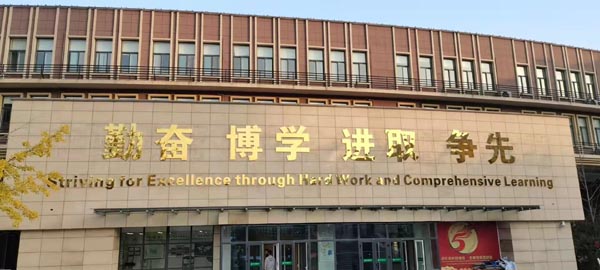 勤奋 博学 进取 争先
Striving for Excellence through Hard Work and Comprehensive Learning